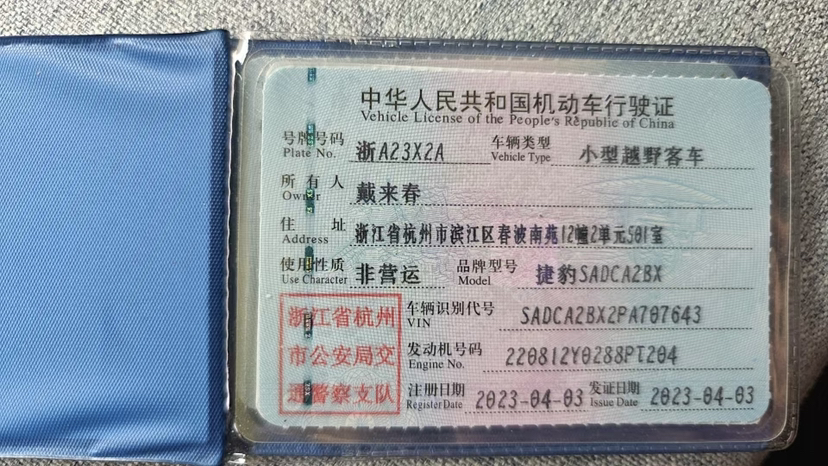 中华人民共和国机动车行驶证
Vehicle License of the People's Republic of China
号牌号码 浙A23X2A 车辆类型 小型越野客车
Plate No. Vehicle Type
所有人 戴来春
Owner
住址 浙江省杭州市滨江区春波南苑12幢2单元501室
Address
使用性质 非营运 品牌型号 捷豹SADCA2BX
Use Character Model
浙江省杭州
市公安局交
通警察支队
车辆识别代号 SADCA2BX2PA707643
VIN
发动机号码 220812Y0288PT204
Engine No.
注册日期 2023-04-03 发证日期 2023-04-03
Register Date Issue Date